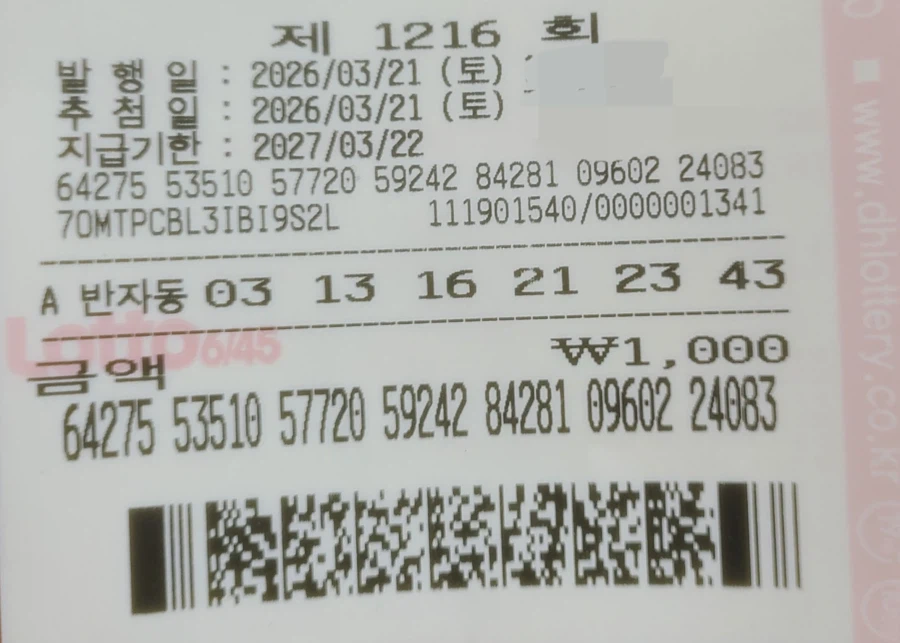 제 1216 회
발 행 일 : 2026/03/21 (토)
추 첨 일 : 2026/03/21 (토)
지급기한 : 2027/03/22
64275 53510 57720 59242 84281 09602 24083
70MTPCBL3IBI9S2L 111901540/0000001341
A 반자동 03 13 16 21 23 43
Lotto 6/45
금액 ₩1,000
64275 53510 57720 59242 84281 09602 24083
www.dhlottery.co.kr